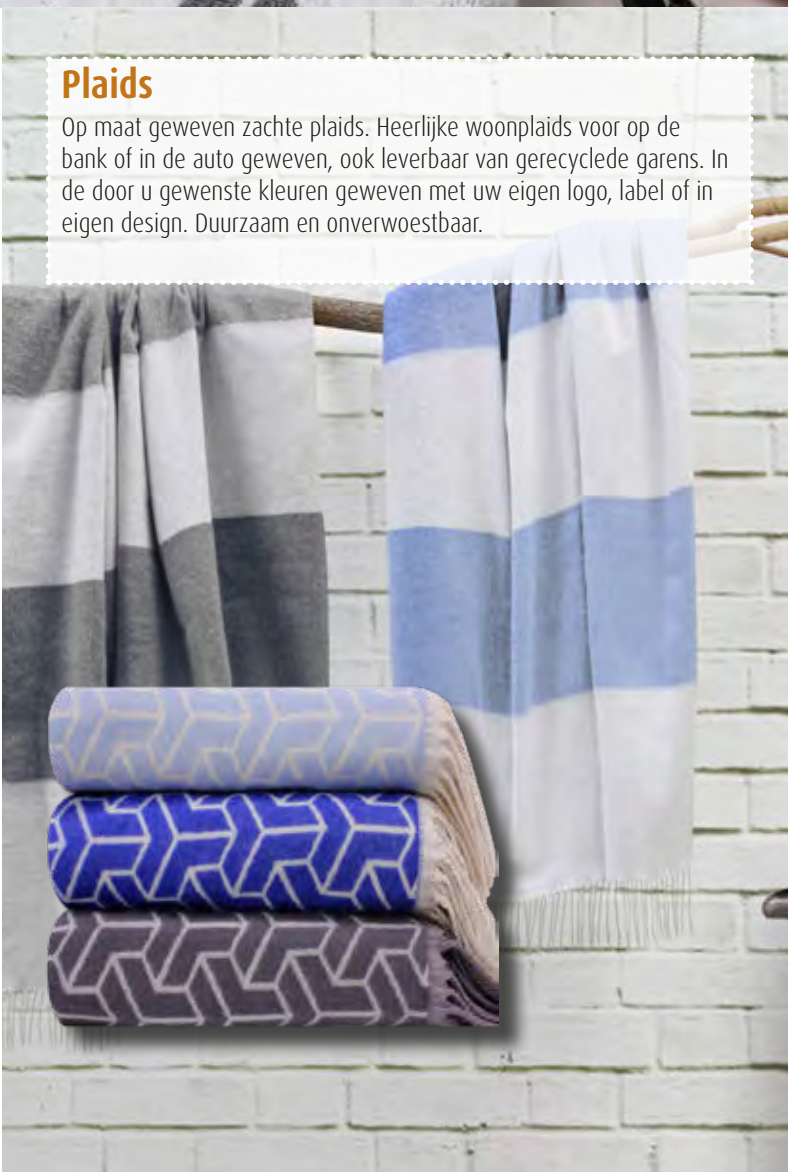 Plaids
Op maat geweven zachte plaids. Heerlijke woonplaids voor op de
bank of in de auto geweven, ook leverbaar van gerecyclede garens. In
de door u gewenste kleuren geweven met uw eigen logo, label of in
eigen design. Duurzaam en onverwoestbaar.